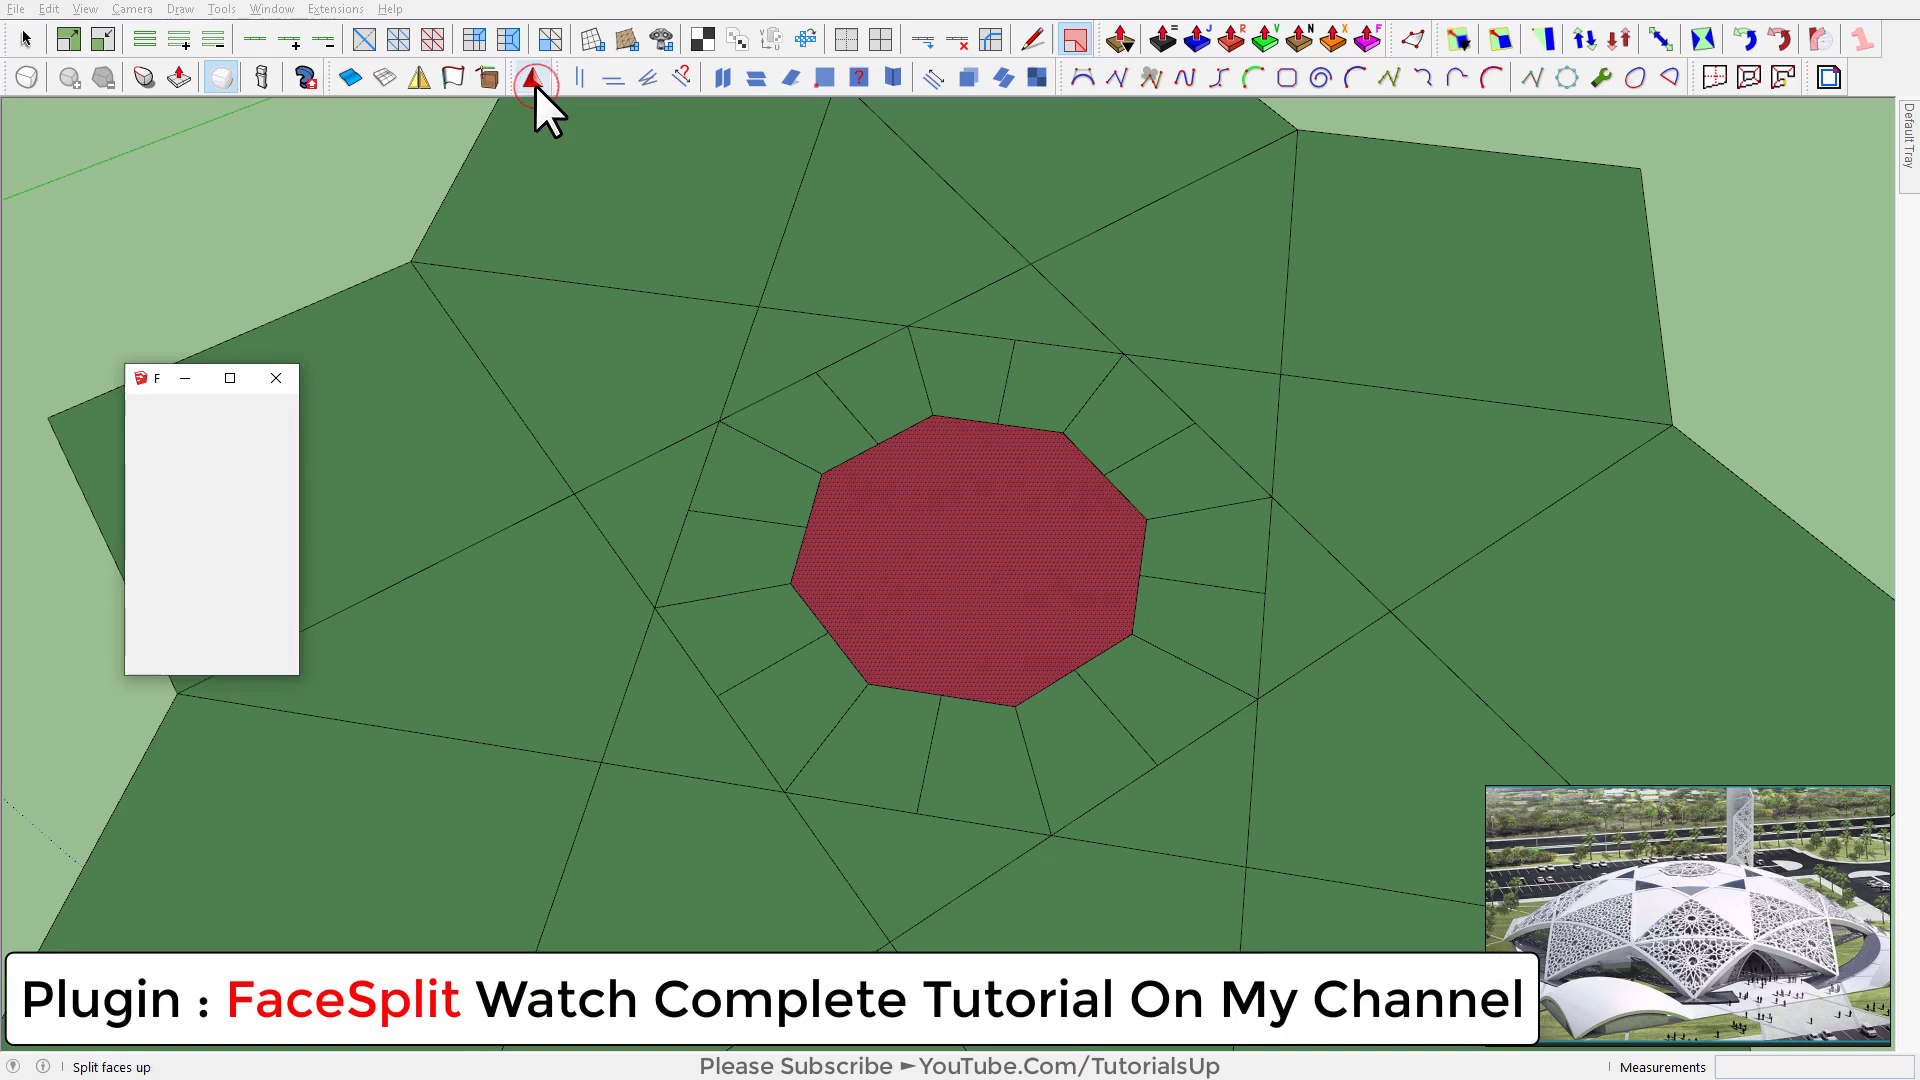 File Edit View Camera Draw Tools Window Extensions Help
Default Tray
F
Plugin : FaceSplit Watch Complete Tutorial On My Channel
Split faces up
Please Subscribe ►YouTube.Com/TutorialsUp
Measurements